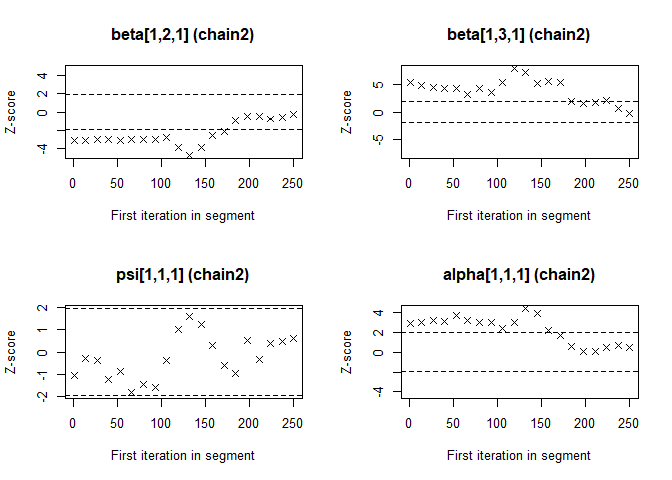 beta[1,2,1] (chain2)
Z-score
4
2
0
-4
0 50 100 150 200 250
First iteration in segment
beta[1,3,1] (chain2)
Z-score
5
0
-5
0 50 100 150 200 250
First iteration in segment
psi[1,1,1] (chain2)
Z-score
2
1
0
-1
-2
0 50 100 150 200 250
First iteration in segment
alpha[1,1,1] (chain2)
Z-score
4
2
0
-4
0 50 100 150 200 250
First iteration in segment